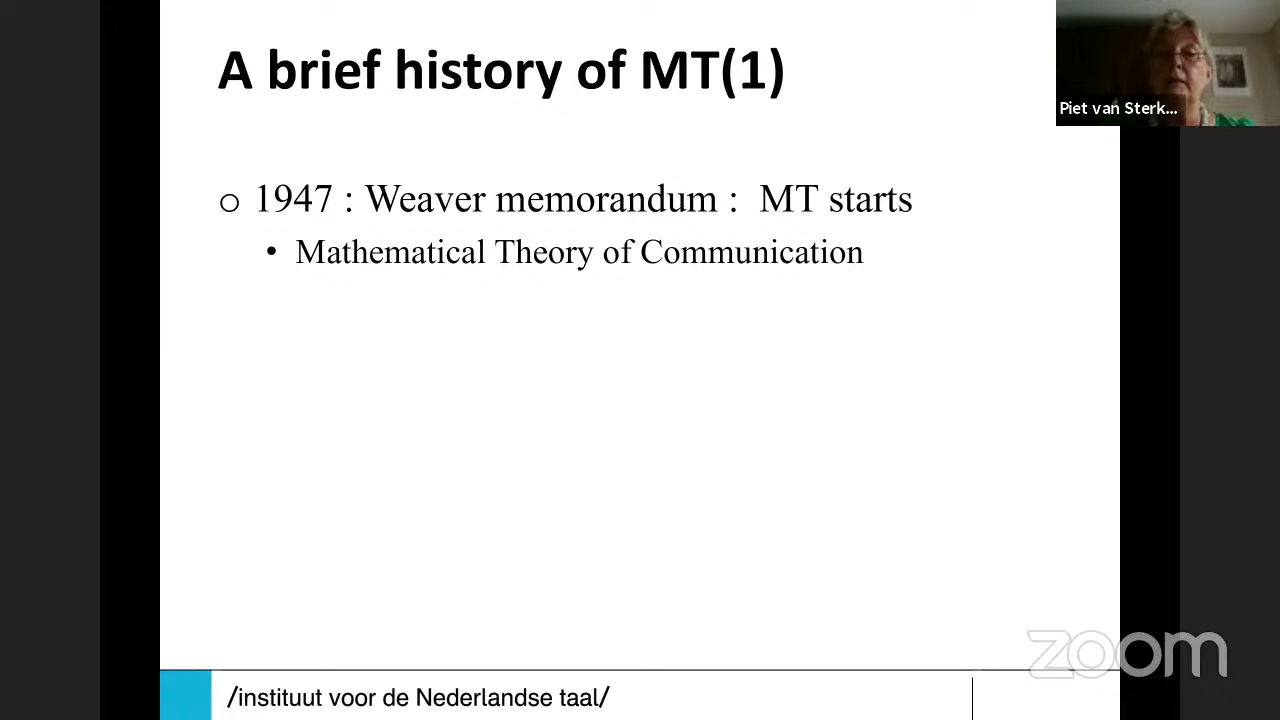 A brief history of MT(1)
Piet van Sterk...
o 1947 : Weaver memorandum : MT starts
• Mathematical Theory of Communication
zoom
/instituut voor de Nederlandse taal/